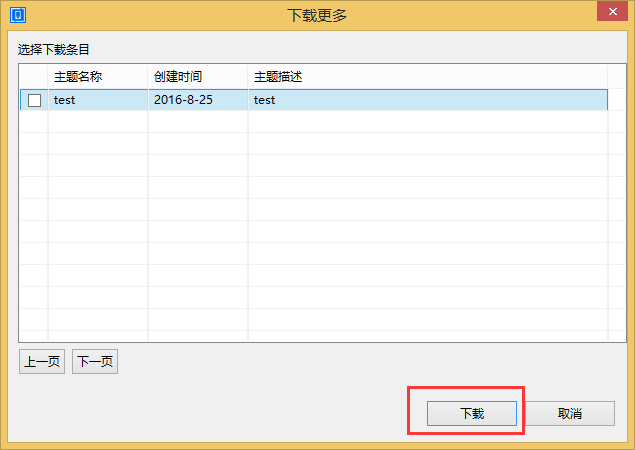 下载更多
选择下载条目
主题名称 创建时间 主题描述
test 2016-8-25 test
上一页 下一页
下载 取消